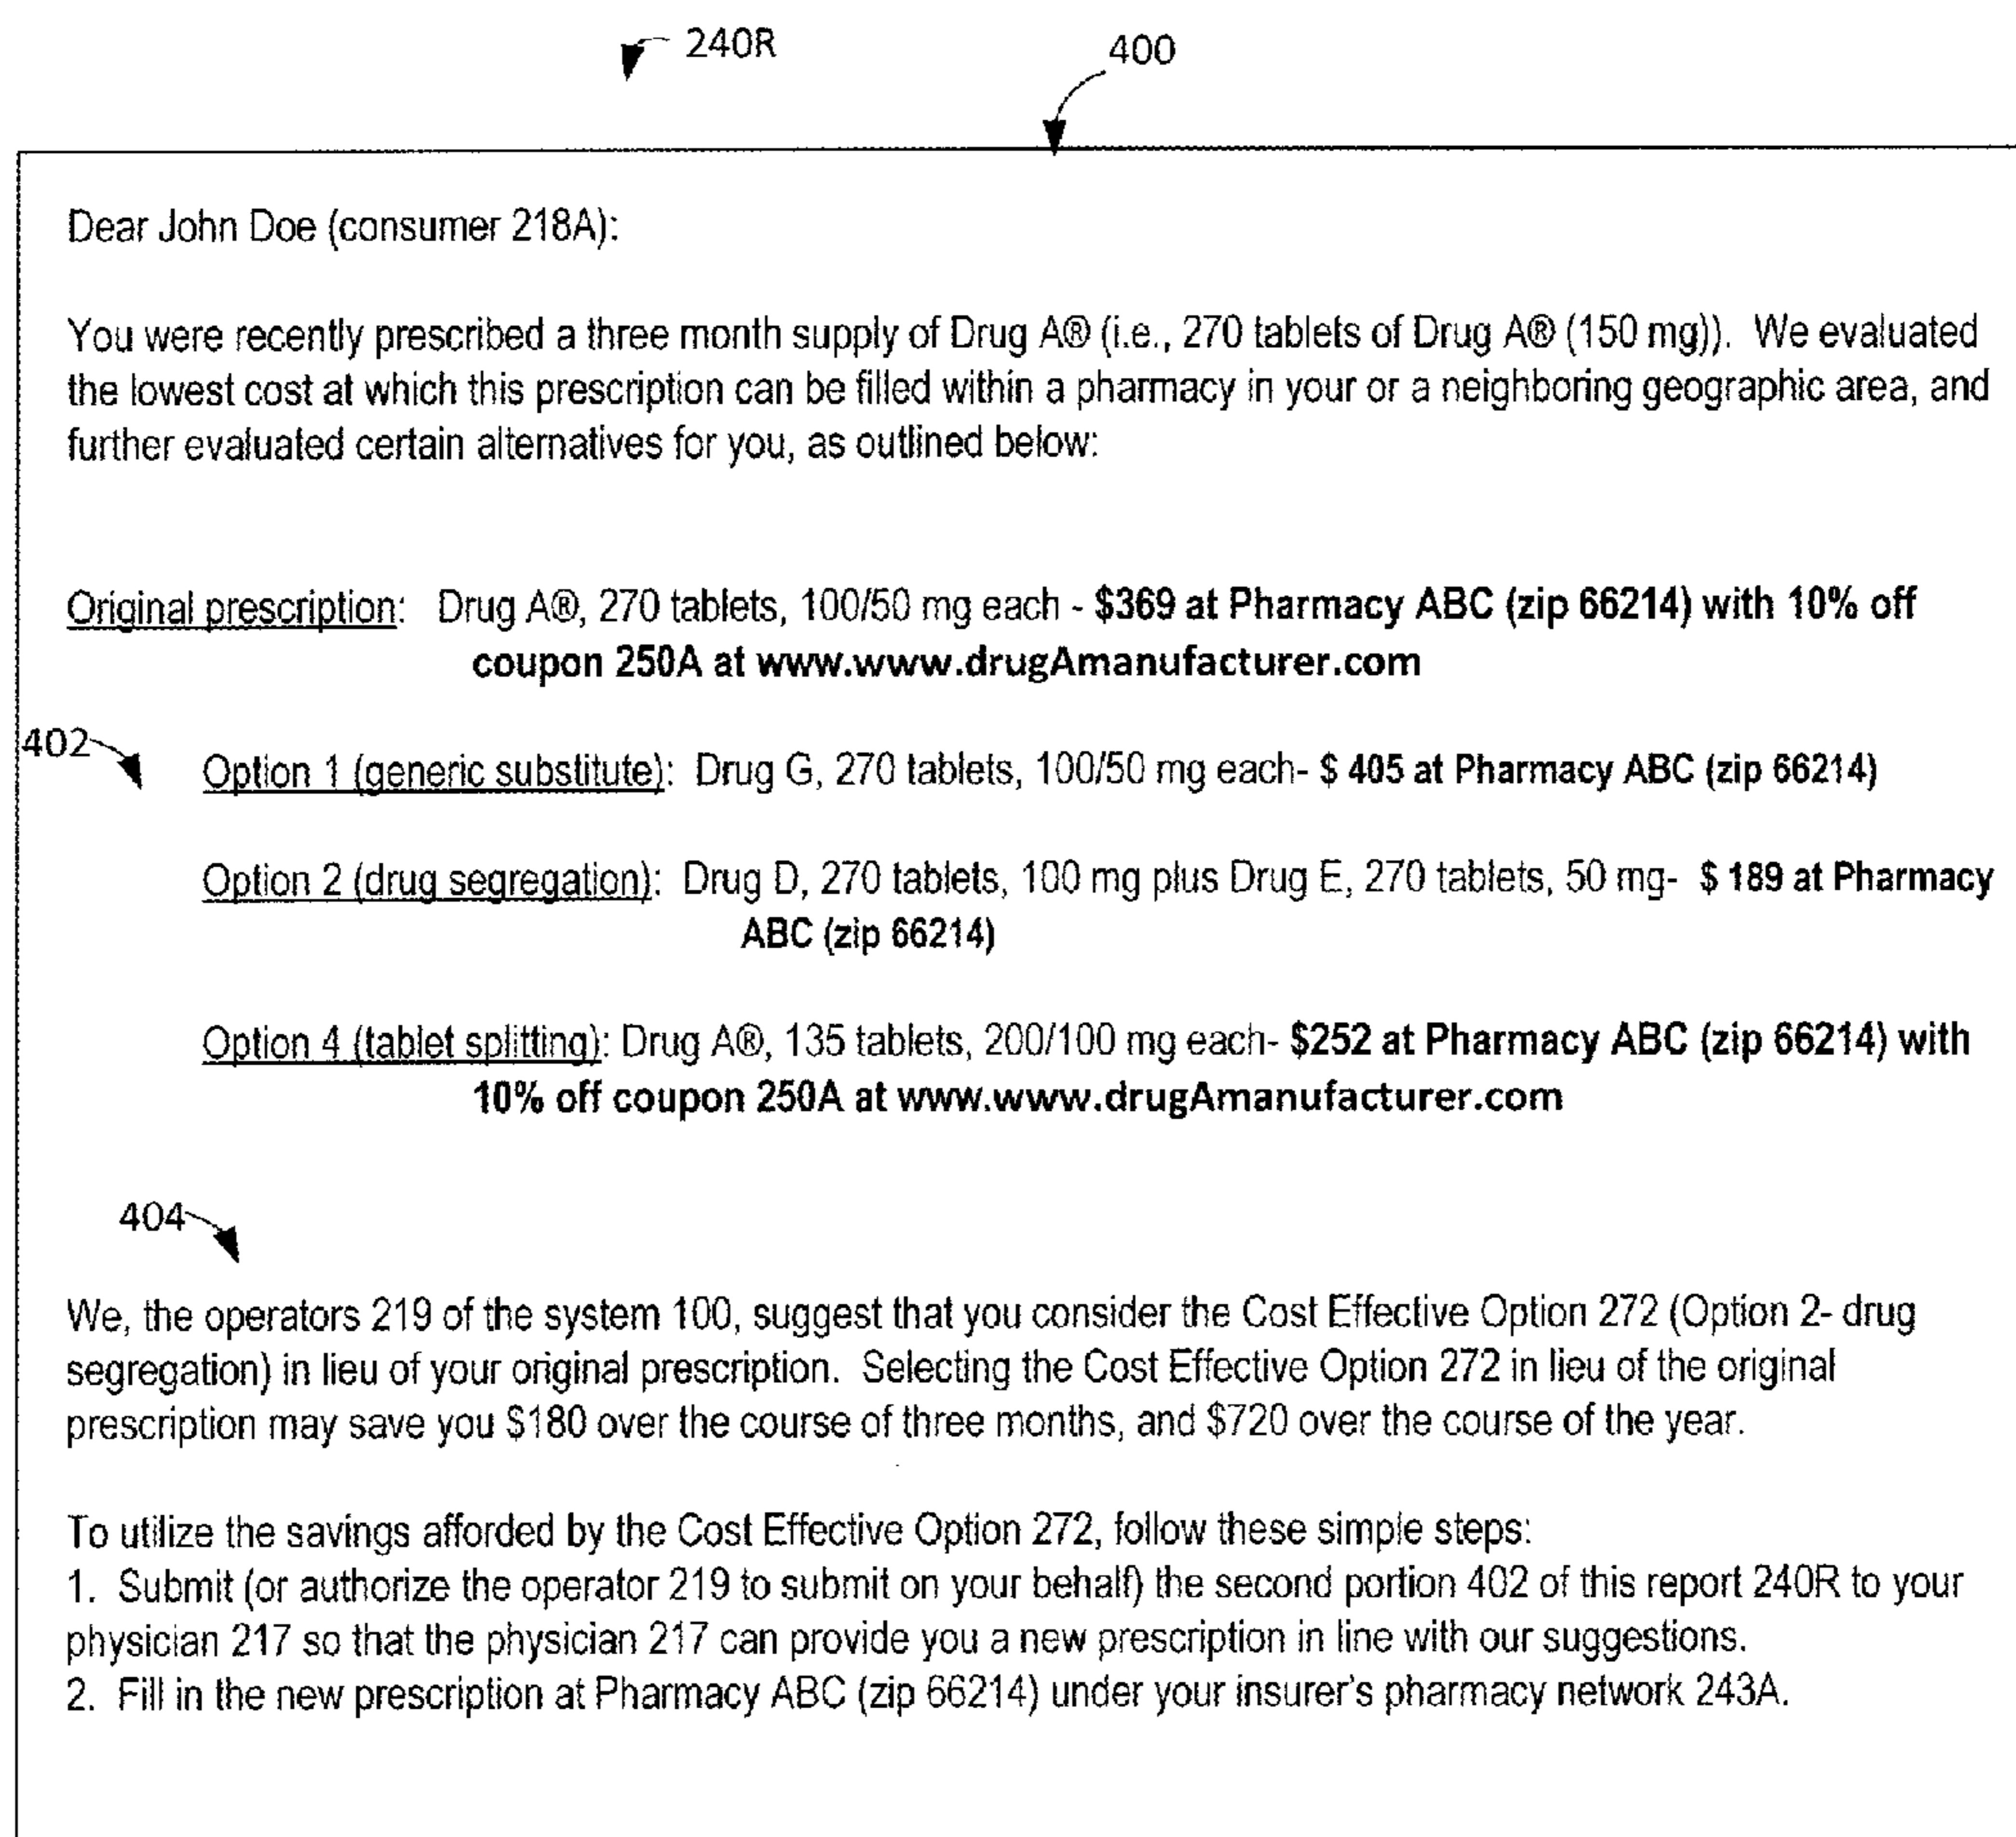 240R
400
Dear John Doe (consumer 218A):
You were recently prescribed a three month supply of Drug A® (i.e., 270 tablets of Drug A® (150 mg)). We evaluated
the lowest cost at which this prescription can be filled within a pharmacy in your or a neighboring geographic area, and
further evaluated certain alternatives for you, as outlined below:
Original prescription: Drug A®, 270 tablets, 100/50 mg each - $369 at Pharmacy ABC (zip 66214) with 10% off
coupon 250A at www.www.drugAmanufacturer.com
402
Option 1 (generic substitute): Drug G, 270 tablets, 100/50 mg each- $ 405 at Pharmacy ABC (zip 66214)
Option 2 (drug segregation): Drug D, 270 tablets, 100 mg plus Drug E, 270 tablets, 50 mg- $ 189 at Pharmacy
ABC (zip 66214)
Option 4 (tablet splitting): Drug A®, 135 tablets, 200/100 mg each- $252 at Pharmacy ABC (zip 66214) with
10% off coupon 250A at www.www.drugAmanufacturer.com
404
We, the operators 219 of the system 100, suggest that you consider the Cost Effective Option 272 (Option 2- drug
segregation) in lieu of your original prescription. Selecting the Cost Effective Option 272 in lieu of the original
prescription may save you $180 over the course of three months, and $720 over the course of the year.
To utilize the savings afforded by the Cost Effective Option 272, follow these simple steps:
1. Submit (or authorize the operator 219 to submit on your behalf) the second portion 402 of this report 240R to your
physician 217 so that the physician 217 can provide you a new prescription in line with our suggestions.
2. Fill in the new prescription at Pharmacy ABC (zip 66214) under your insurer's pharmacy network 243A.